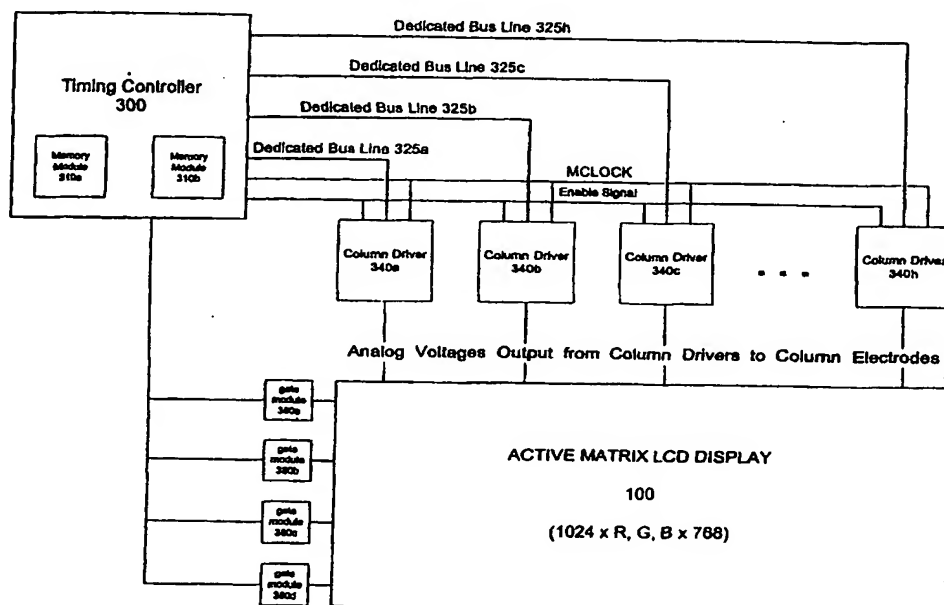 Dedicated Bus Line 325h
Dedicated Bus Line 325c
Timing Controller
300
Dedicated Bus Line 325b
Dedicated Bus Line 325a
Memory
Module
310a
Memory
Module
310b
MCLOCK
Enable Signal
Column Driver
340a
Column Driver
340b
Column Driver
340c
Column Driver
340h
Analog Voltages Output from Column Drivers to Column Electrodes
gate
module
gate
module
380b
gate
module
gate
module
380d
ACTIVE MATRIX LCD DISPLAY
100
(1024 x R, G, B x 768)